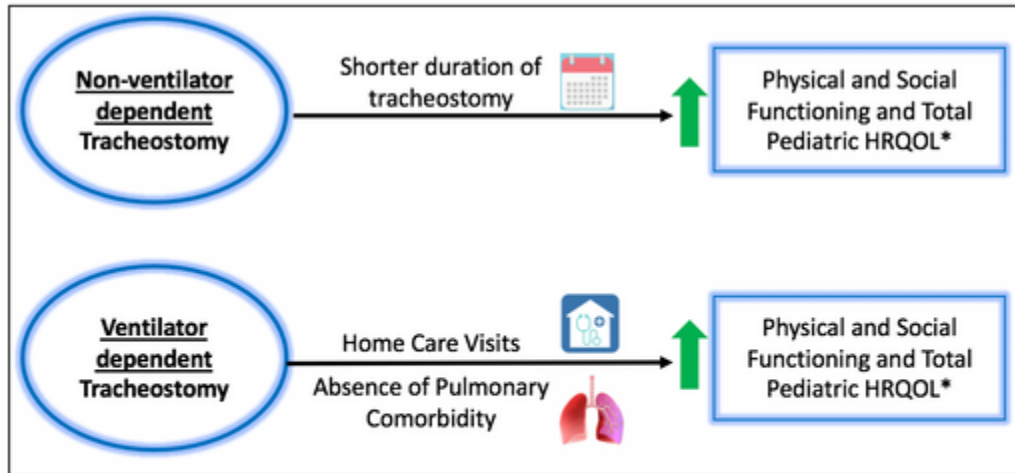 Non-ventilator
dependent
Tracheostomy
Shorter duration of
tracheostomy
Physical and Social
Functioning and Total
Pediatric HRQOL*
Ventilator
dependent
Tracheostomy
Home Care Visits
Absence of Pulmonary
Comorbidity
Physical and Social
Functioning and Total
Pediatric HRQOL*